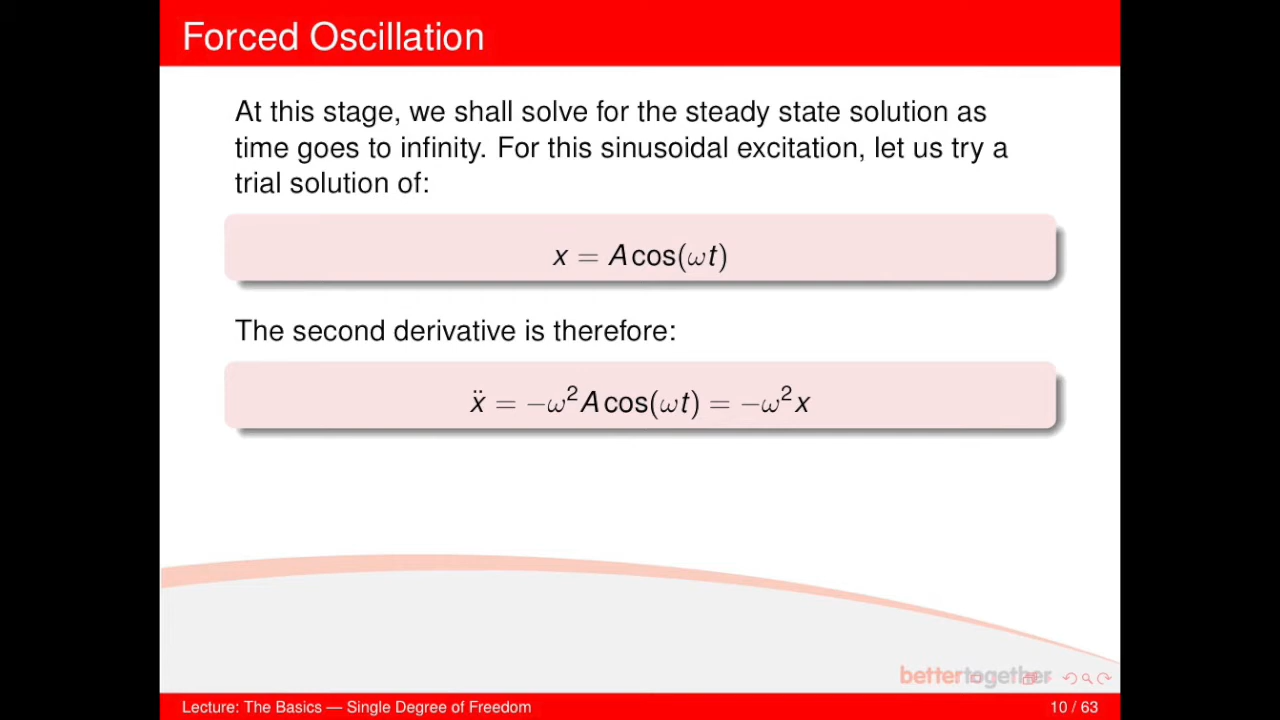 Forced Oscillation
At this stage, we shall solve for the steady state solution as
time goes to infinity. For this sinusoidal excitation, let us try a
trial solution of:
x = A cos(ωt)
The second derivative is therefore:
ẍ = −ω²A cos(ωt) = −ω²x
bettertogether
Lecture: The Basics — Single Degree of Freedom
10 / 63